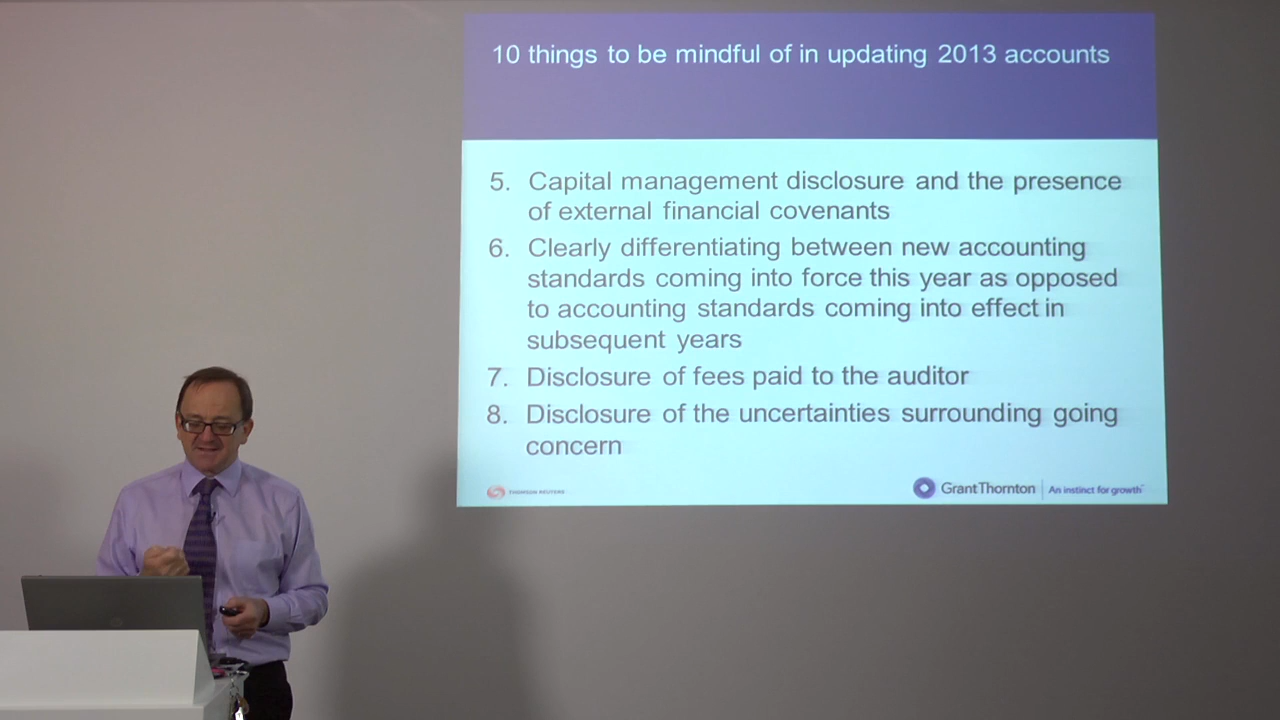 10 things to be mindful of in updating 2013 accounts
5. Capital management disclosure and the presence
of external financial covenants
6. Clearly differentiating between new accounting
standards coming into force this year as opposed
to accounting standards coming into effect in
subsequent years
7. Disclosure of fees paid to the auditor
8. Disclosure of the uncertainties surrounding going
concern
THOMSON REUTERS
Grant Thornton An instinct for growth